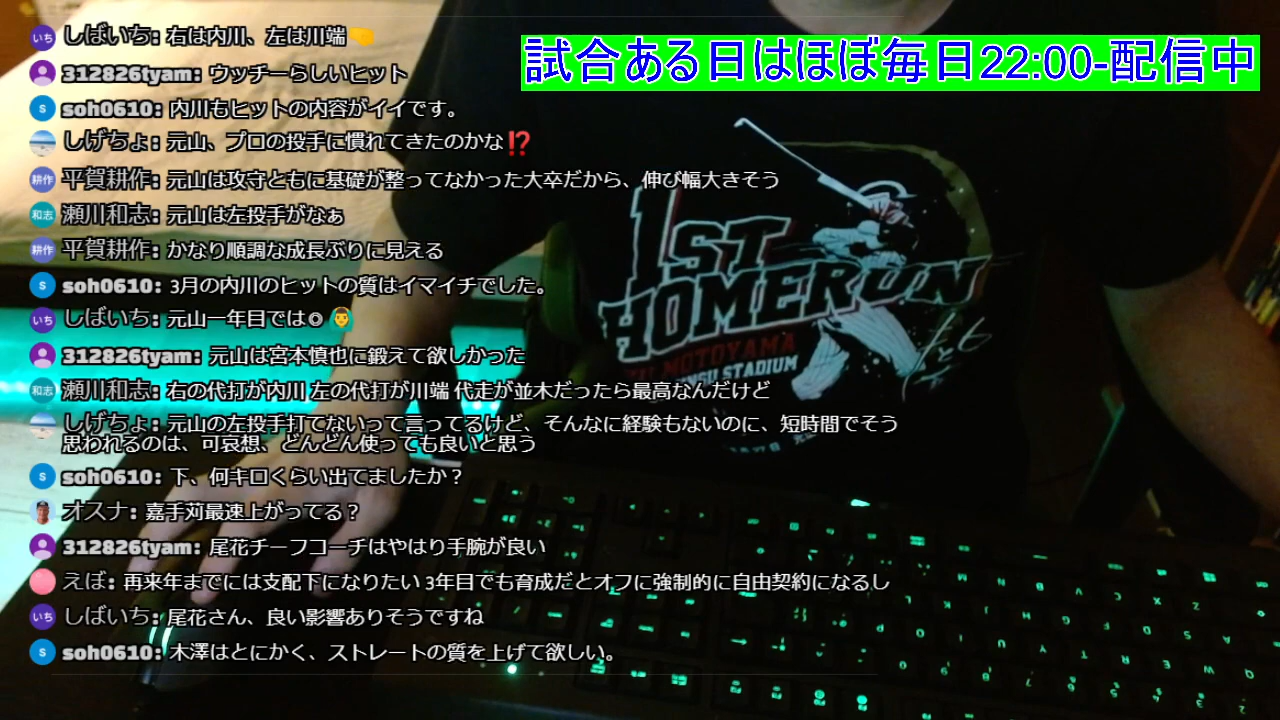 しばいち: 右は内川、左は川端🤜
試合ある日はほぼ毎日22:00-配信中
312826tyam: ウッチーらしいヒット
soh0610: 内川もヒットの内容がイイです。
しげちょ: 元山、プロの投手に慣れてきたのかな⁉️
平賀耕作: 元山は攻守ともに基礎が整ってなかった大卒だから、伸び幅大きそう
瀬川和志: 元山は左投手がなぁ
平賀耕作: かなり順調な成長ぶりに見える
soh0610: 3月の内川のヒットの質はイマイチでした。
しばいち: 元山一年目では◎ 🙆‍♂️
312826tyam: 元山は宮本慎也に鍛えて欲しかった
瀬川和志: 右の代打が内川 左の代打が川端 代走が並木だったら最高なんだけど
しげちょ: 元山の左投手打てないって言ってるけど、そんなに経験もないのに、短時間でそう
思われるのは、可哀想、どんどん使っても良いと思う
soh0610: 下、何キロくらい出てましたか？
オスナ: 嘉手苅最速上がってる？
312826tyam: 尾花チーフコーチはやはり手腕が良い
えば: 再来年までには支配下になりたい 3年目でも育成だとオフに強制的に自由契約になるし
しばいち: 尾花さん、良い影響ありそうですね
soh0610: 木澤はとにかく、ストレートの質を上げて欲しい。
1ST
HOMERUN
MOTOYAMA
STADIUM